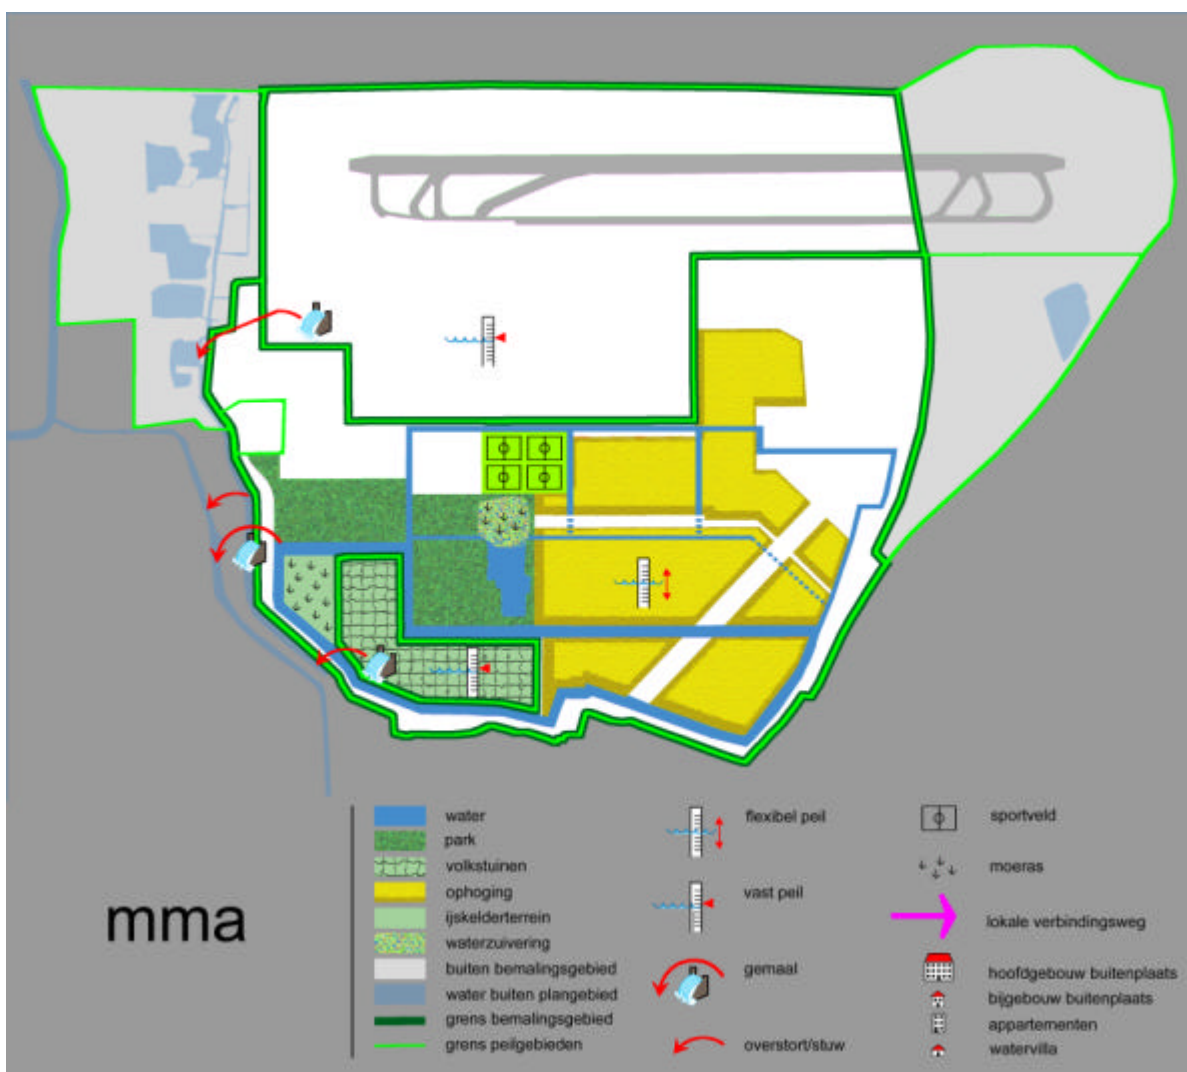 mma
water
park
volkstuinen
ophoging
ijskelderterrein
waterzuivering
buiten bemalingsgebied
water buiten plangebied
grens bemalingsgebied
grens peilgebieden
flexibel peil
vast peil
gemaal
overstort/stuw
sportveld
moeras
lokale verbindingsweg
hoofdgebouw buitenplaats
bijgebouw buitenplaats
appartementen
watervilla